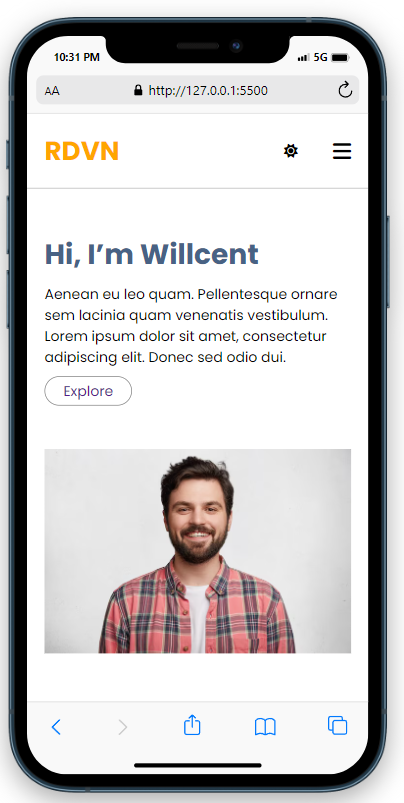 10:31 PM 5G
AA http://127.0.0.1:5500
RDVN
Hi, I’m Willcent
Aenean eu leo quam. Pellentesque ornare
sem lacinia quam venenatis vestibulum.
Lorem ipsum dolor sit amet, consectetur
adipiscing elit. Donec sed odio dui.
Explore